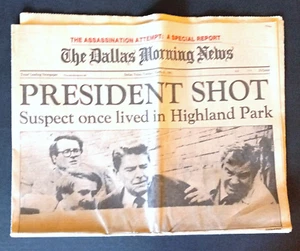 THE ASSASSINATION ATTEMPT: A SPECIAL REPORT
The Dallas Morning News
PRESIDENT SHOT
Suspect once lived in Highland Park